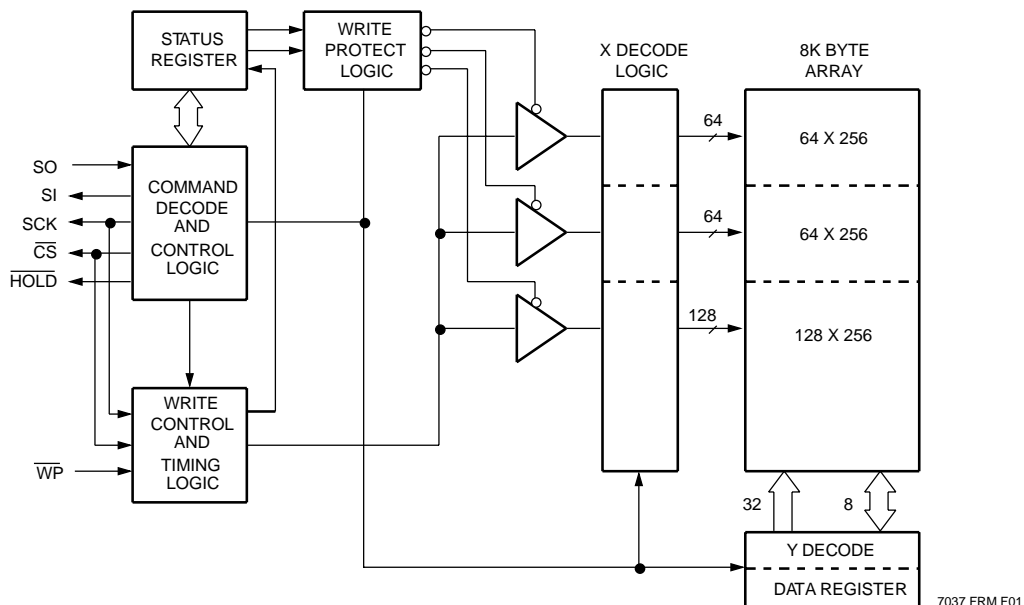 STATUS
REGISTER
WRITE
PROTECT
LOGIC
X DECODE
LOGIC
8K BYTE
ARRAY
64
64 X 256
SO
SI
SCK
CS
HOLD
COMMAND
DECODE
AND
CONTROL
LOGIC
64
64 X 256
128
128 X 256
WRITE
CONTROL
AND
TIMING
LOGIC
WP
32
8
Y DECODE
DATA REGISTER
7037 FRM F01